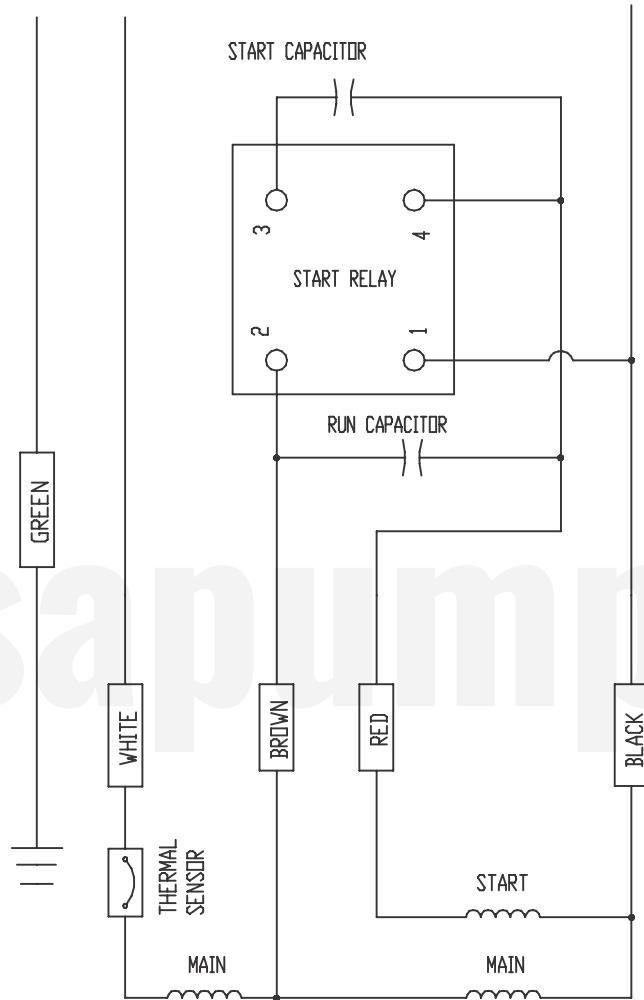 START CAPACITOR
3
4
START RELAY
2
1
RUN CAPACITOR
GREEN
WHITE
BROWN
RED
BLACK
THERMAL
SENSOR
START
MAIN
MAIN
sapump